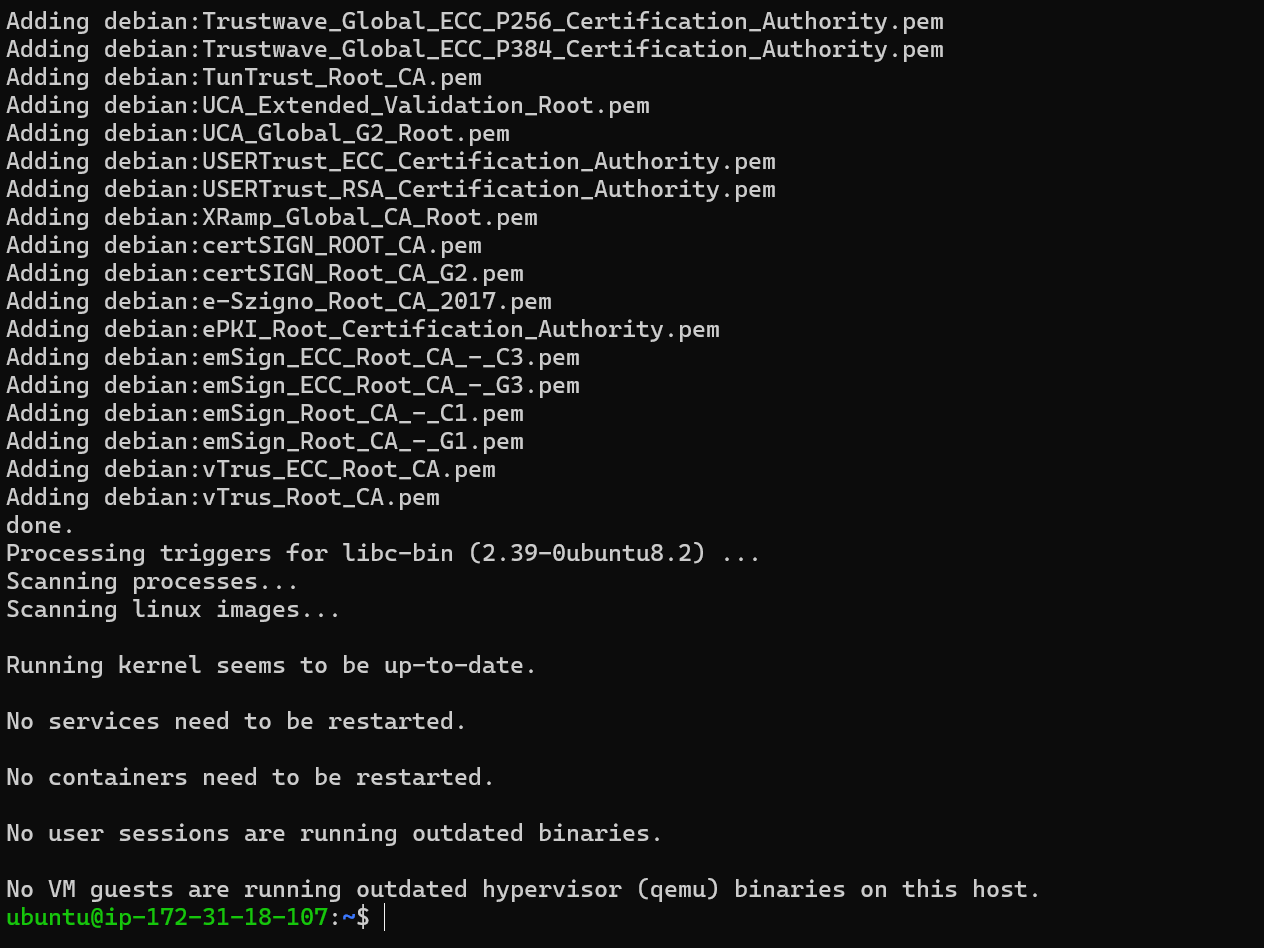 Adding debian:Trustwave_Global_ECC_P256_Certification_Authority.pem
Adding debian:Trustwave_Global_ECC_P384_Certification_Authority.pem
Adding debian:TunTrust_Root_CA.pem
Adding debian:UCA_Extended_Validation_Root.pem
Adding debian:UCA_Global_G2_Root.pem
Adding debian:USERTrust_ECC_Certification_Authority.pem
Adding debian:USERTrust_RSA_Certification_Authority.pem
Adding debian:XRamp_Global_CA_Root.pem
Adding debian:certSIGN_ROOT_CA.pem
Adding debian:certSIGN_Root_CA_G2.pem
Adding debian:e-Szigno_Root_CA_2017.pem
Adding debian:ePKI_Root_Certification_Authority.pem
Adding debian:emSign_ECC_Root_CA_-_C3.pem
Adding debian:emSign_ECC_Root_CA_-_G3.pem
Adding debian:emSign_Root_CA_-_C1.pem
Adding debian:emSign_Root_CA_-_G1.pem
Adding debian:vTrus_ECC_Root_CA.pem
Adding debian:vTrus_Root_CA.pem
done.
Processing triggers for libc-bin (2.39-0ubuntu8.2) ...
Scanning processes...
Scanning linux images...
Running kernel seems to be up-to-date.
No services need to be restarted.
No containers need to be restarted.
No user sessions are running outdated binaries.
No VM guests are running outdated hypervisor (qemu) binaries on this host.
ubuntu@ip-172-31-18-107:~$